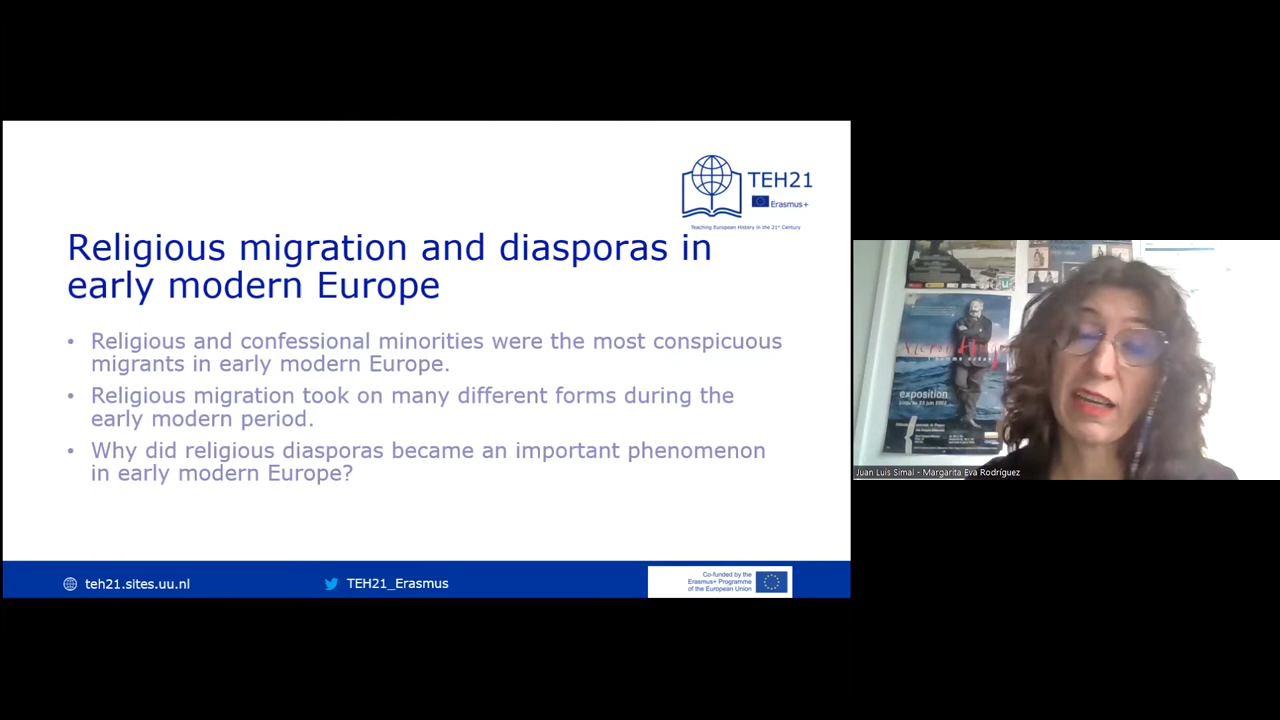 TEH21
Erasmus+
Teaching European History in the 21st Century
Religious migration and diasporas in
early modern Europe
• Religious and confessional minorities were the most conspicuous
migrants in early modern Europe.
• Religious migration took on many different forms during the
early modern period.
• Why did religious diasporas became an important phenomenon
in early modern Europe?
teh21.sites.uu.nl
TEH21_Erasmus
Co-funded by the
Erasmus+ Programme
of the European Union
exposition
Juan Luis Simal - Margarita Eva Rodríguez